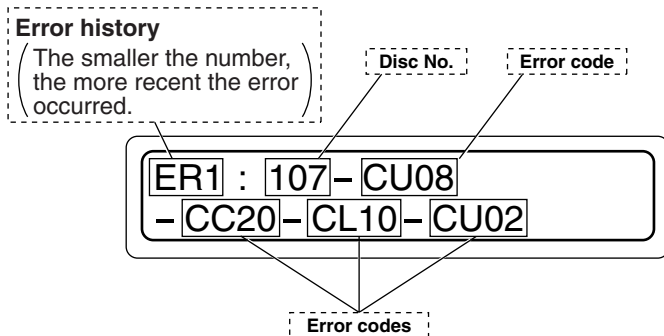 Error history
(The smaller the number,
the more recent the error
occurred.)
Disc No.
Error code
ER1 : 107 – CU08
– CC20 – CL10 – CU02
Error codes